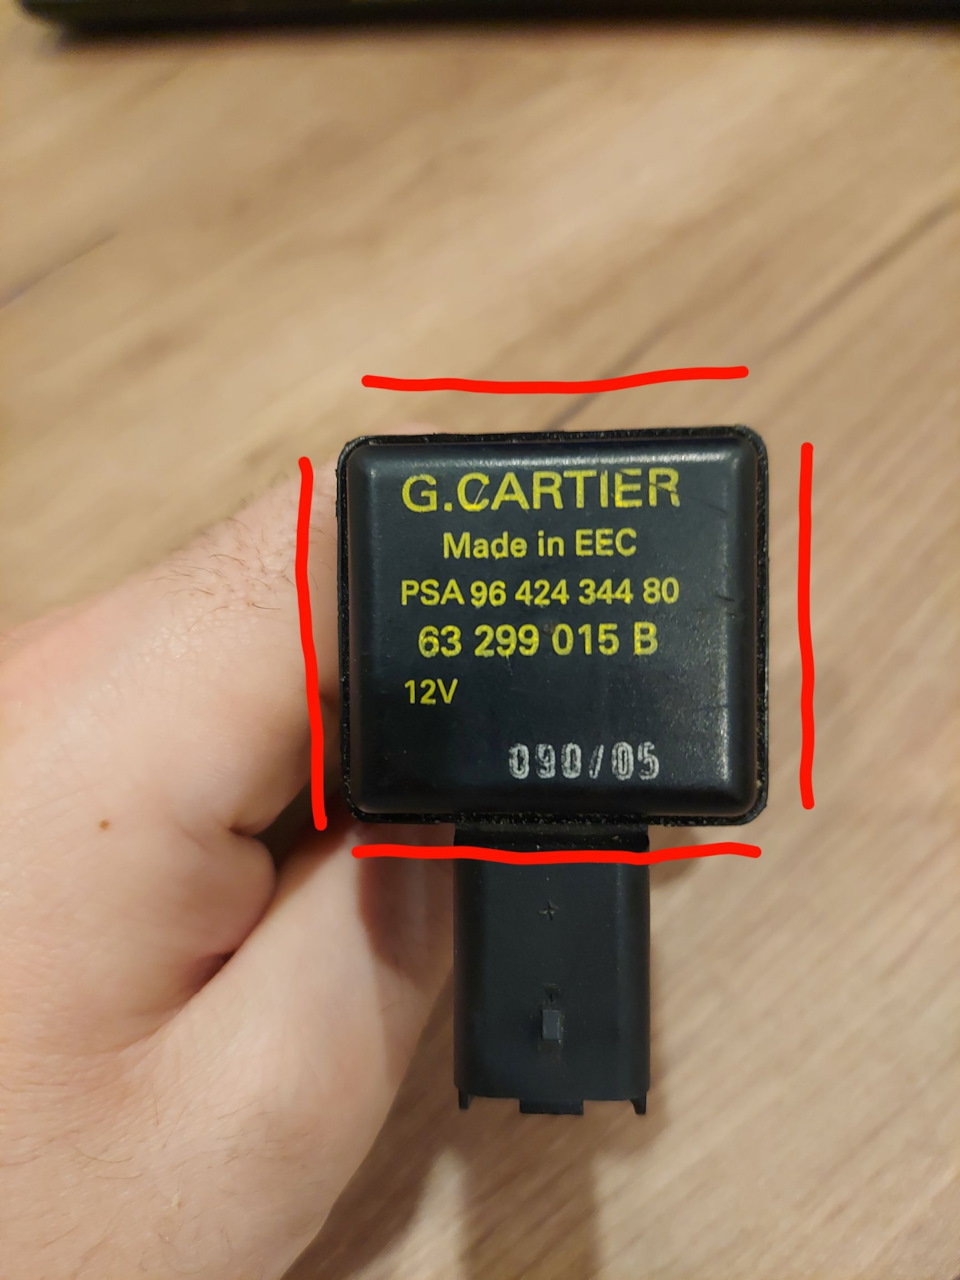 G.CARTIER
Made in EEC
PSA 96 424 344 80
63 299 015 B
12V
090/05
+